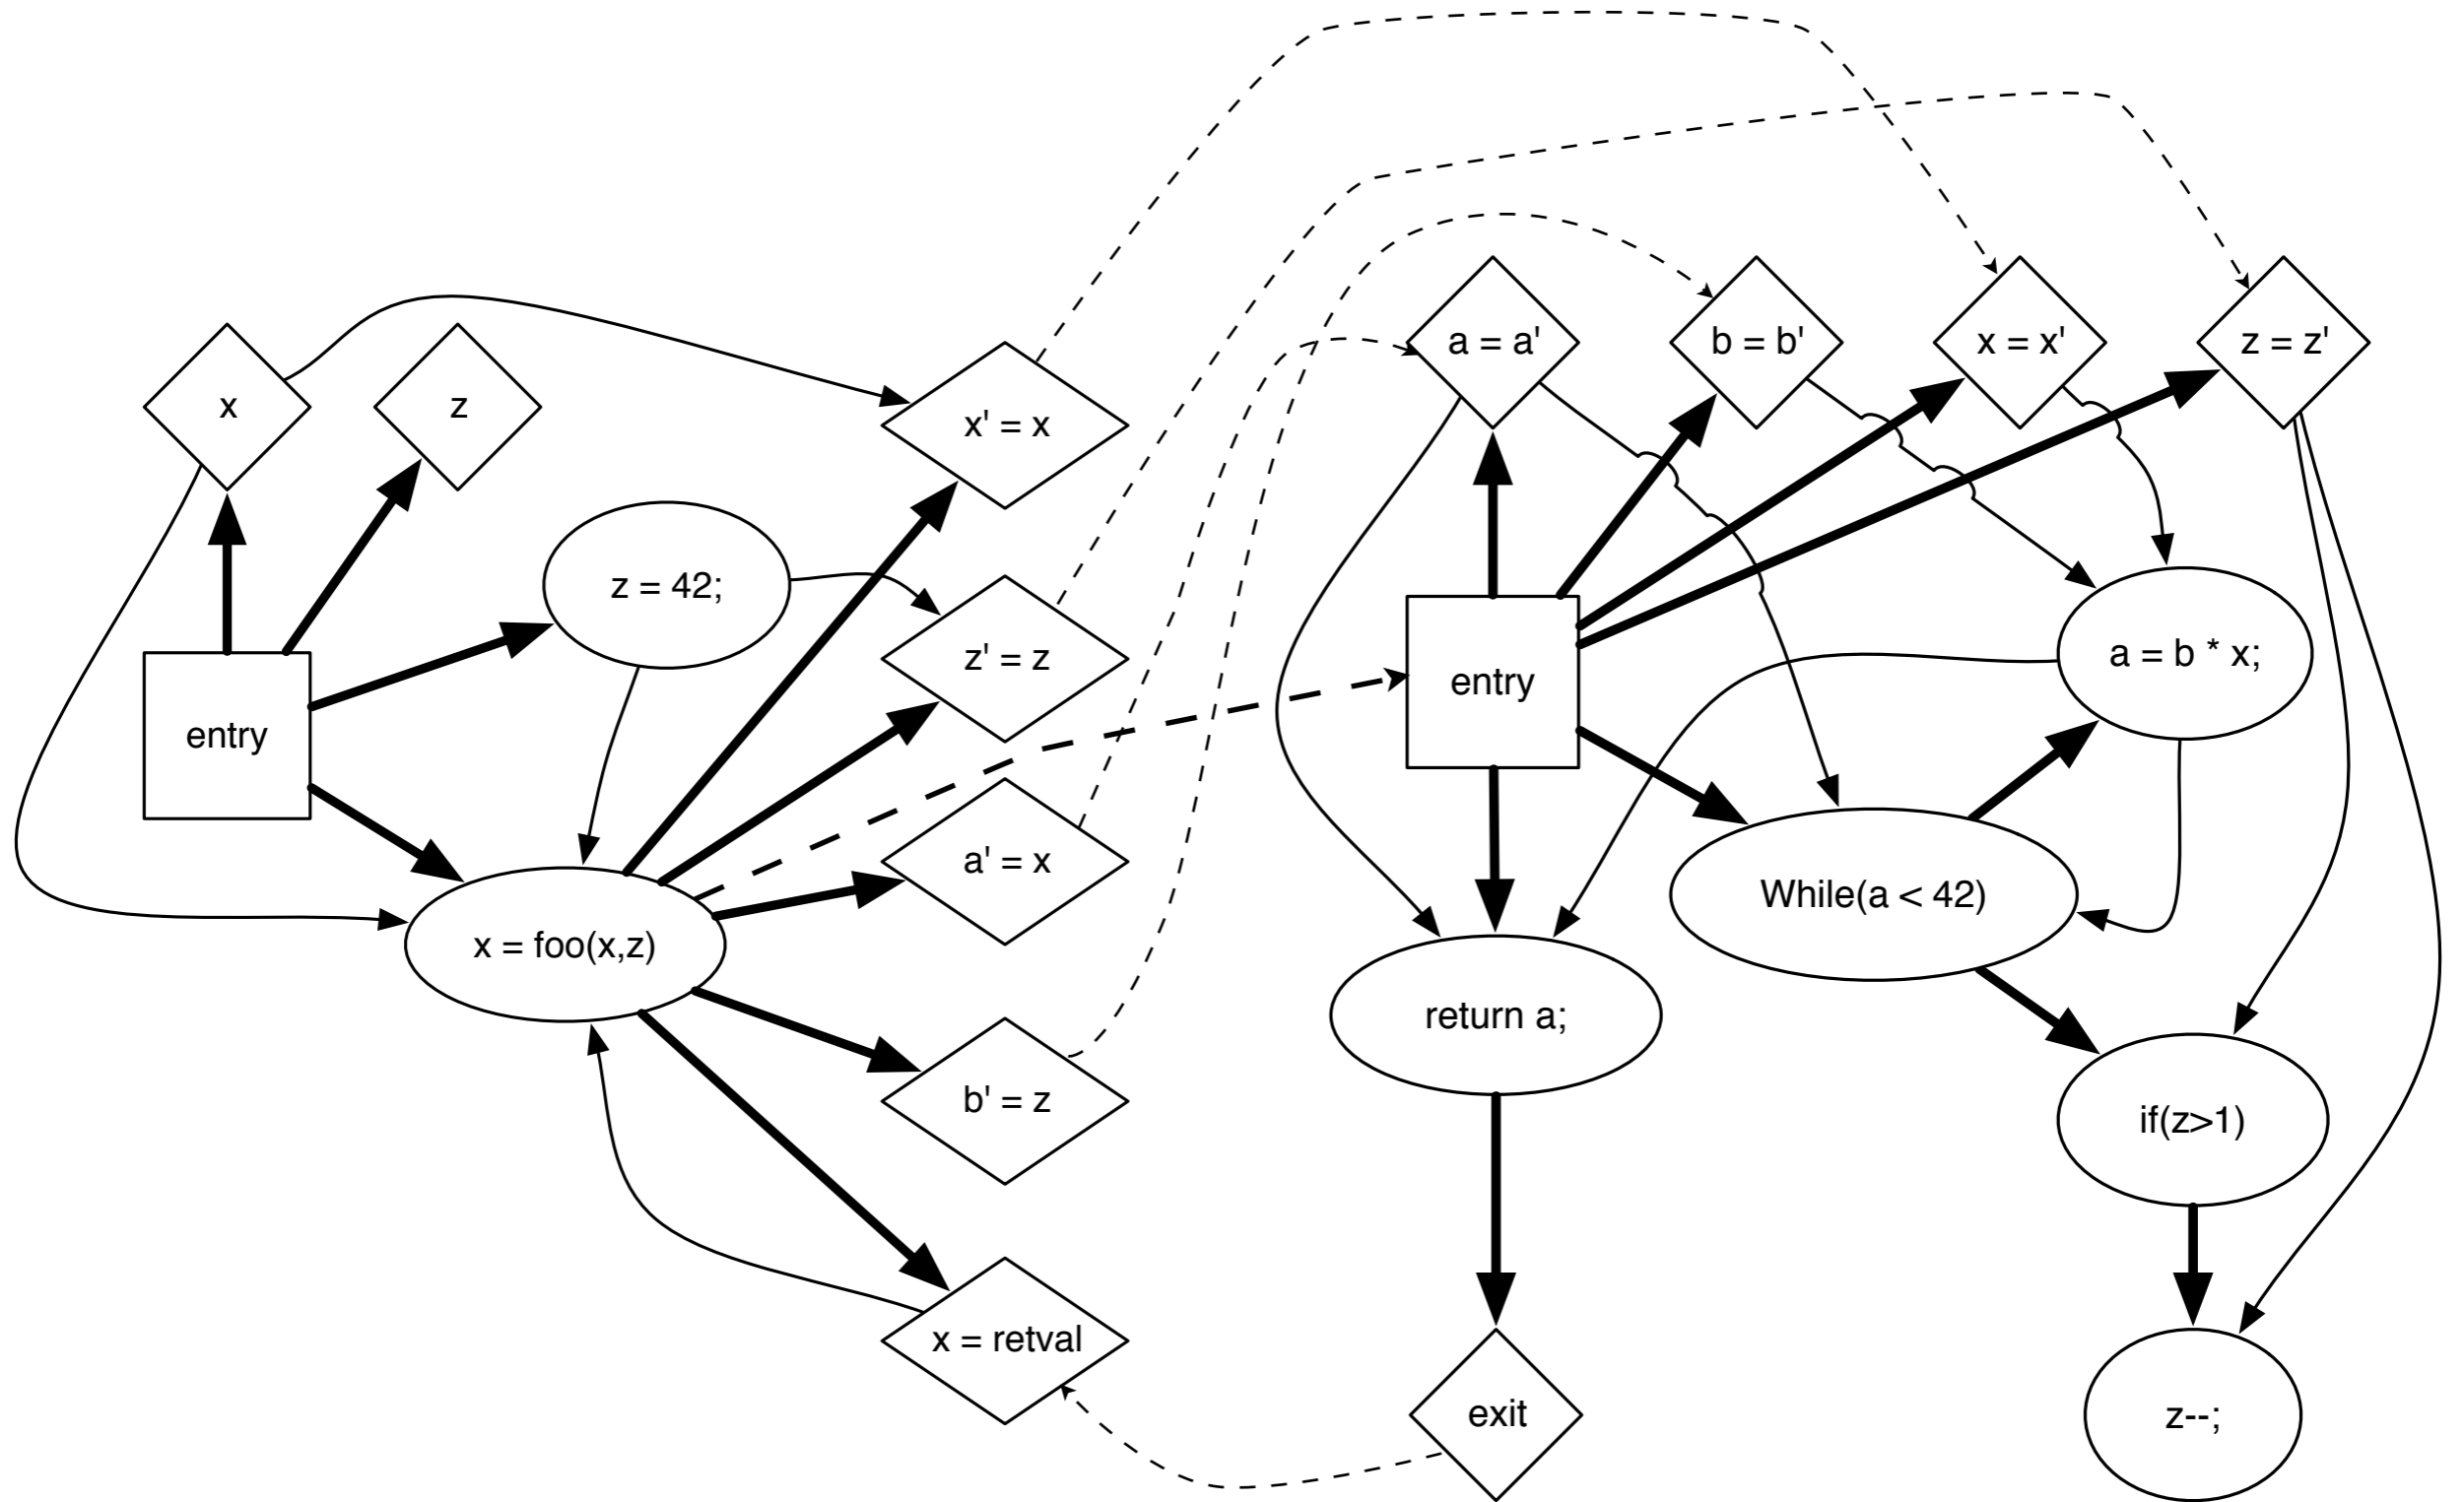 x
z
x' = x
z = 42;
z' = z
entry
a' = x
x = foo(x,z)
b' = z
x = retval
a = a'
b = b'
x = x'
z = z'
entry
a = b * x;
While(a < 42)
return a;
if(z>1)
exit
z--;